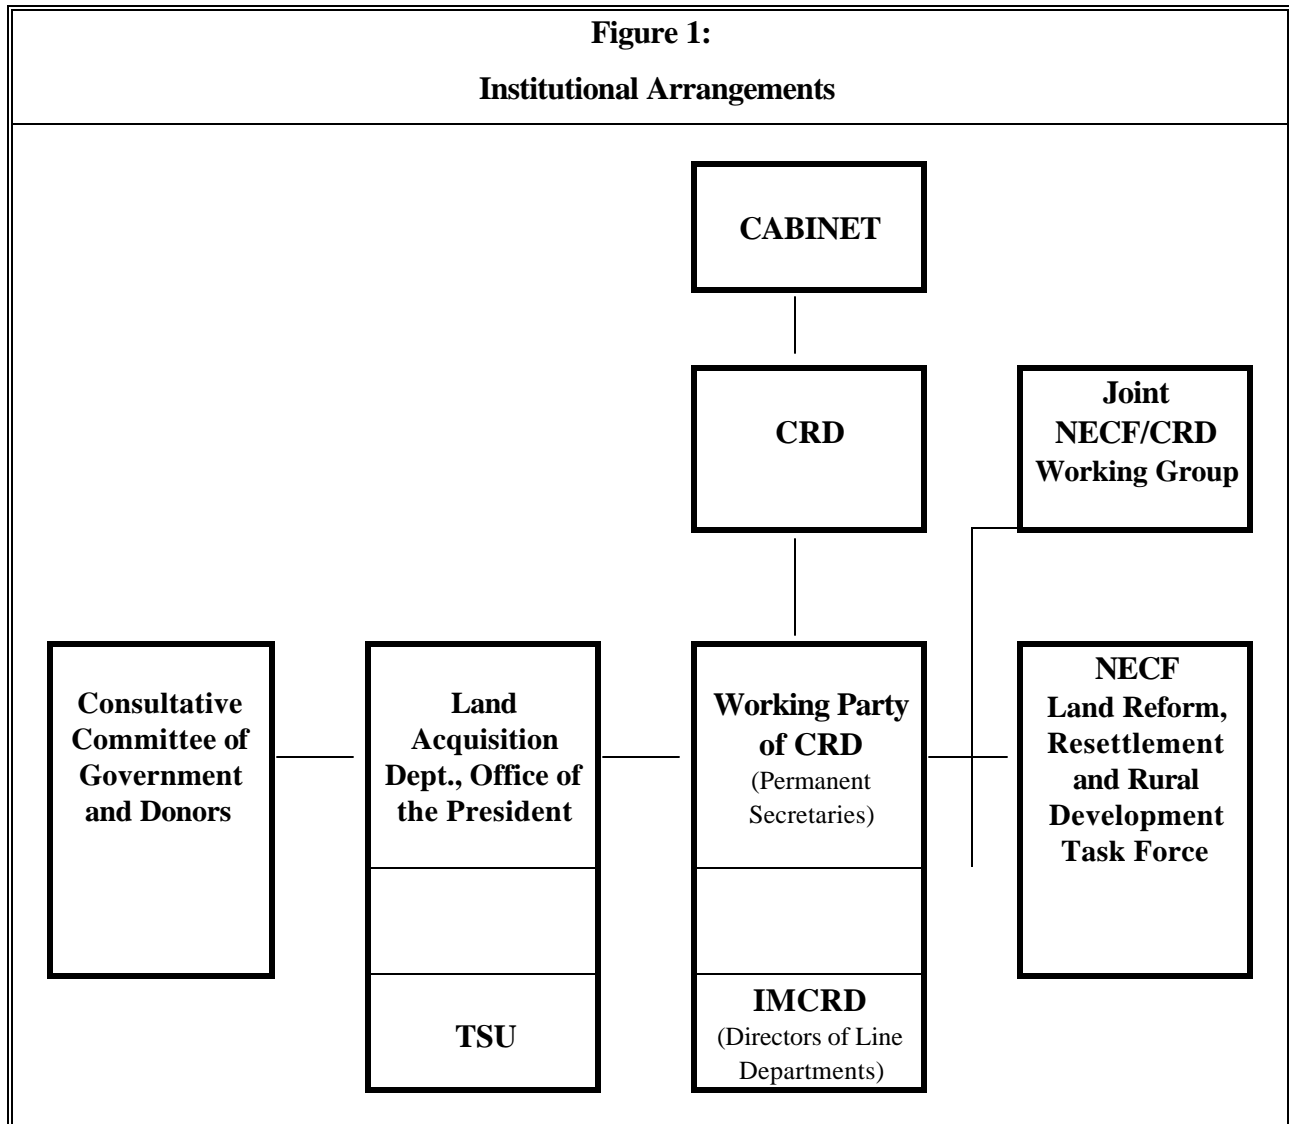 Figure 1:
Institutional Arrangements
CABINET
CRD
Joint
NECF/CRD
Working Group
Consultative
Committee of
Government
and Donors
Land
Acquisition
Dept., Office of
the President
Working Party
of CRD
(Permanent
Secretaries)
NECF
Land Reform,
Resettlement
and Rural
Development
Task Force
TSU
IMCRD
(Directors of Line
Departments)